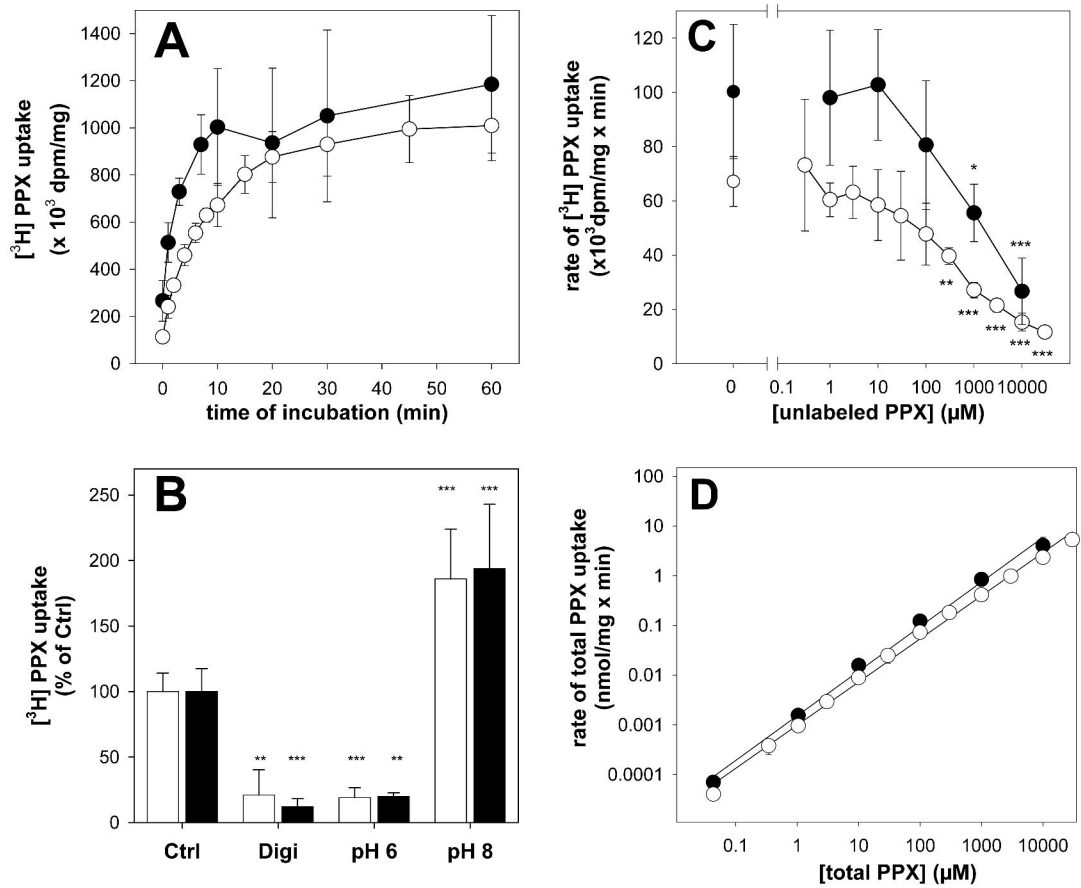 A
[³H] PPX uptake
(x 10³ dpm/mg)
1400
1200
1000
800
600
400
200
0
0 10 20 30 40 50 60
time of incubation (min)
C
rate of [³H] PPX uptake
(x10³dpm/mg x min)
120
100
80
60
40
20
0
*
***
**
***
***
***
***
0 0.1 1 10 100 1000 10000
[unlabeled PPX] (µM)
B
[³H] PPX uptake
(% of Ctrl)
250
200
150
100
50
0
** *** *** ** *** ***
Ctrl Digi pH 6 pH 8
D
rate of total PPX uptake
(nmol/mg x min)
100
10
1
0.1
0.01
0.001
0.0001
0.1 1 10 100 1000 10000
[total PPX] (µM)